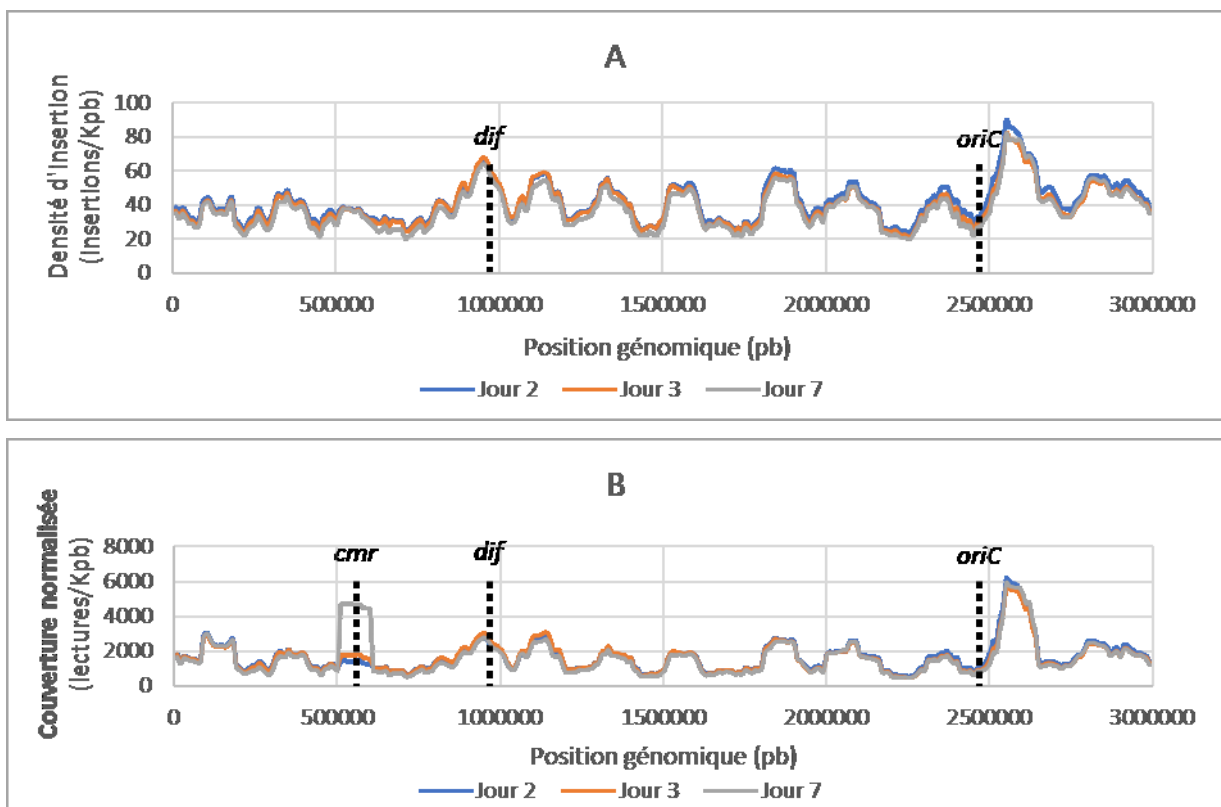 A
Densité d'insertion
(Insertions/Kpb)
100
80
60
40
20
0
dif
oriC
0 500000 1000000 1500000 2000000 2500000 3000000
Position génomique (pb)
Jour 2 Jour 3 Jour 7
B
Couverture normalisée
(lectures/Kpb)
8000
6000
4000
2000
0
cmr
dif
oriC
0 500000 1000000 1500000 2000000 2500000 3000000
Position génomique (pb)
Jour 2 Jour 3 Jour 7